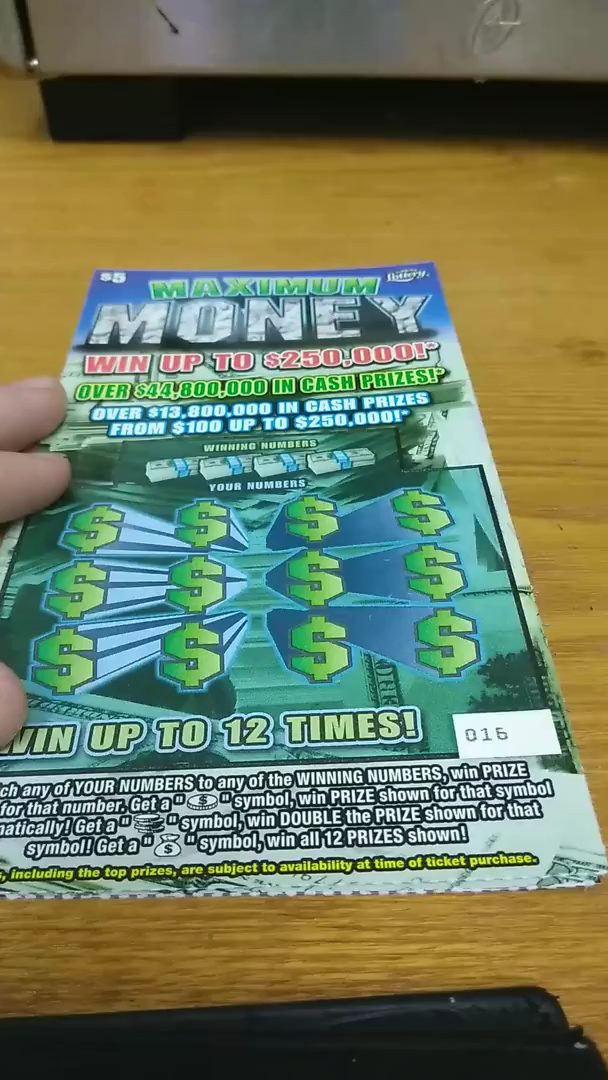 $5
Lottery.
MAXIMUM
MONEY
WIN UP TO $250,000!*
OVER $44,800,000 IN CASH PRIZES!*
OVER $13,800,000 IN CASH PRIZES
FROM $100 UP TO $250,000!*
WINNING NUMBERS
YOUR NUMBERS
$ $ $ $
$ $ $ $
$ $ $ $
WIN UP TO 12 TIMES!
016
ch any of YOUR NUMBERS to any of the WINNING NUMBERS, win PRIZE
for that number. Get a " " symbol, win PRIZE shown for that symbol
matically! Get a " " symbol, win DOUBLE the PRIZE shown for that
symbol! Get a " " symbol, win all 12 PRIZES shown!
, including the top prizes, are subject to availability at time of ticket purchase.